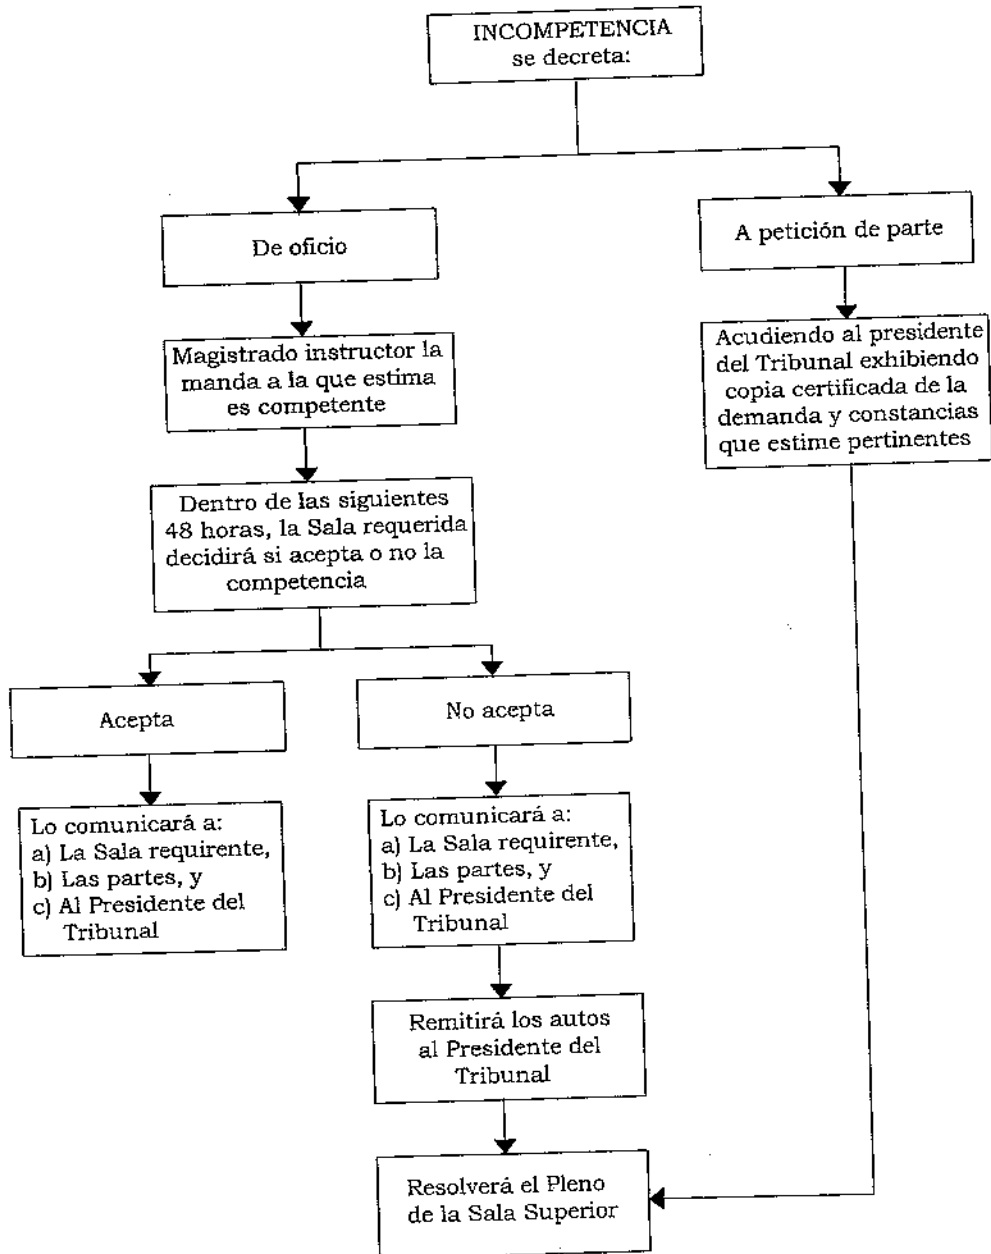 INCOMPETENCIA
se decreta:
De oficio
A petición de parte
Magistrado instructor la
manda a la que estima
es competente
Acudiendo al presidente
del Tribunal exhibiendo
copia certificada de la
demanda y constancias
que estime pertinentes
Dentro de las siguientes
48 horas, la Sala requerida
decidirá si acepta o no la
competencia
Acepta
No acepta
Lo comunicará a:
a) La Sala requirente,
b) Las partes, y
c) Al Presidente del
Tribunal
Lo comunicará a:
a) La Sala requirente,
b) Las partes, y
c) Al Presidente del
Tribunal
Remitirá los autos
al Presidente del
Tribunal
Resolverá el Pleno
de la Sala Superior